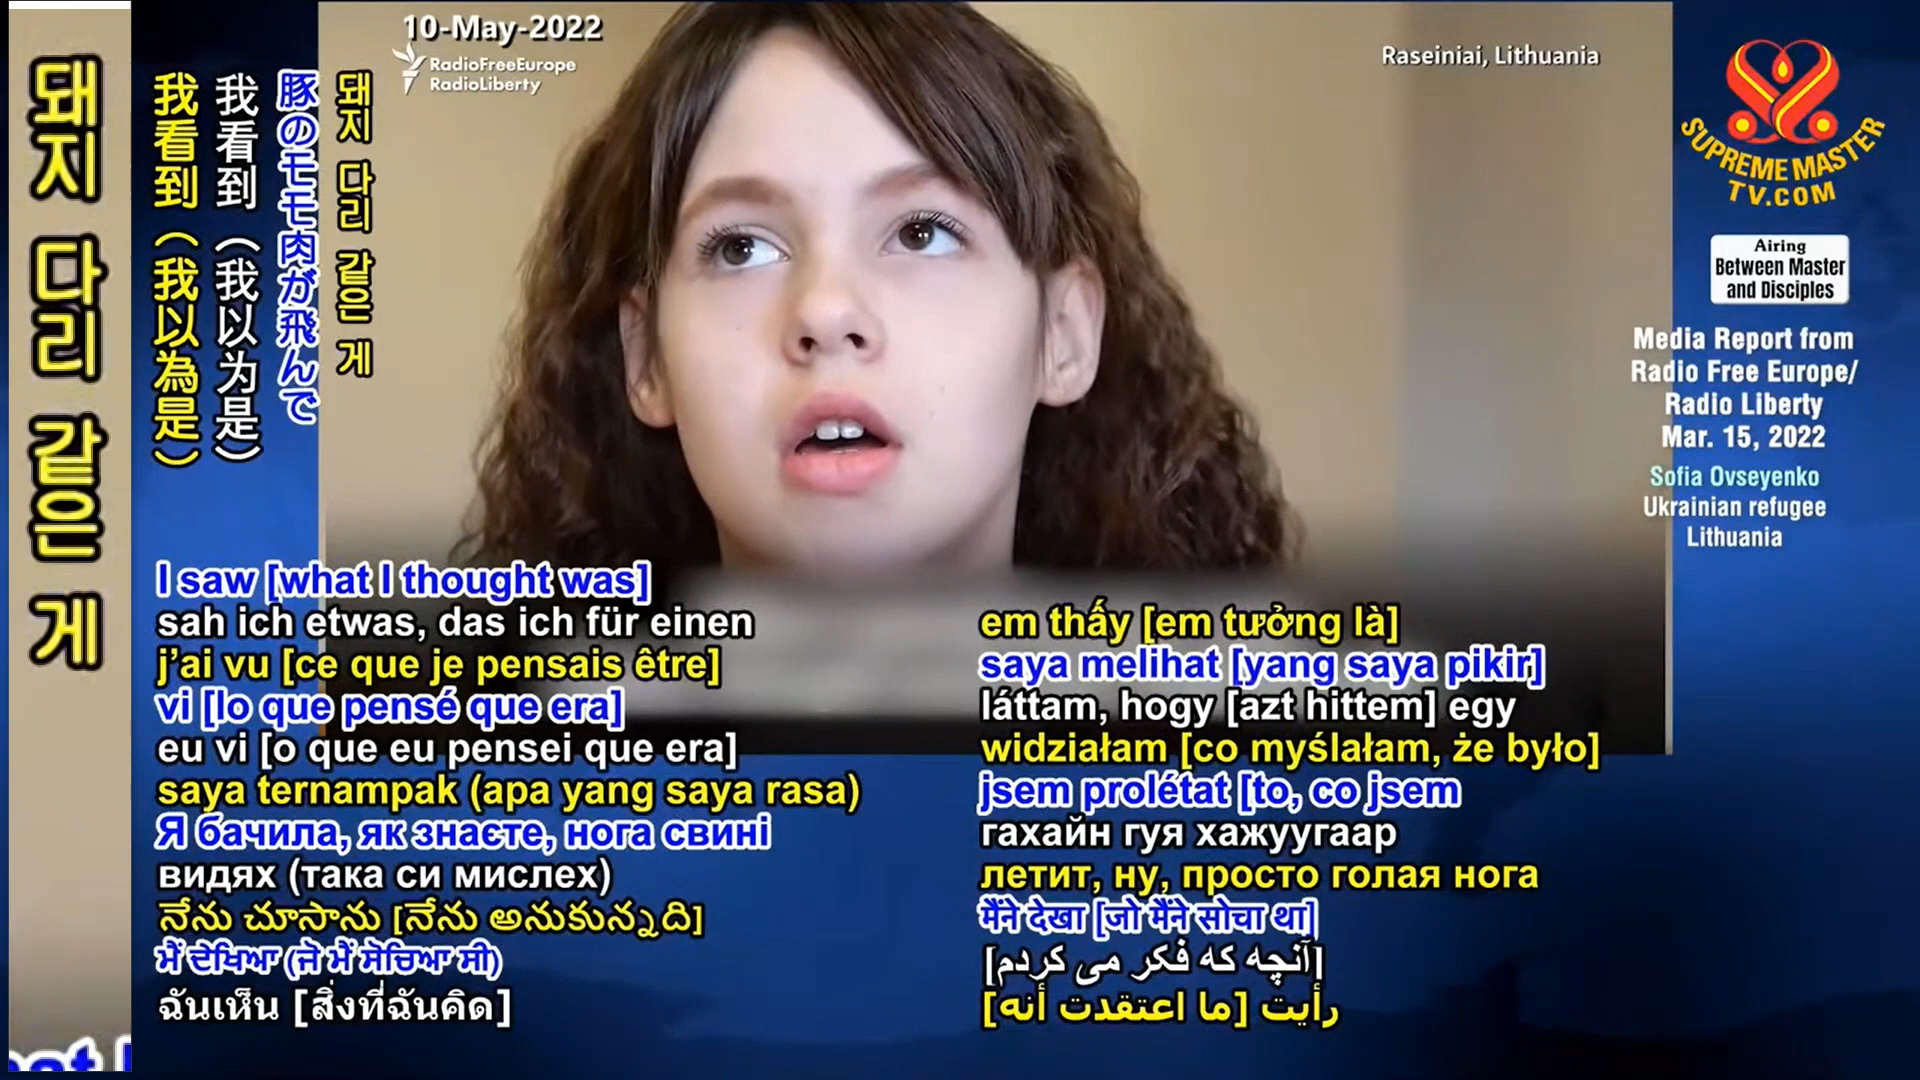 돼지 다리 같은 게
我看到（我以為是）
我看到（我以为是）
豚のモモ肉が飛んで
돼지 다리 같은 게
10-May-2022
RadioFreeEurope
RadioLiberty
Raseiniai, Lithuania
SUPREME MASTER
TV.COM
Airing
Between Master
and Disciples
Media Report from
Radio Free Europe/
Radio Liberty
Mar. 15, 2022
Sofia Ovseyenko
Ukrainian refugee
Lithuania
I saw [what I thought was]
sah ich etwas, das ich für einen
j’ai vu [ce que je pensais être]
vi [lo que pensé que era]
eu vi [o que eu pensei que era]
saya ternampak (apa yang saya rasa)
Я бачила, як знаєте, нога свині
видях (така си мислех)
నేను చూసాను [నేను అనుకున్నది]
ਮੈਂ ਦੇਖਿਆ (ਜੋ ਮੈਂ ਸੋਚਿਆ ਸੀ)
ฉันเห็น [สิ่งที่ฉันคิด]
em thấy [em tưởng là]
saya melihat [yang saya pikir]
láttam, hogy [azt hittem] egy
widziałam [co myślałam, że było]
jsem prolétat [to, co jsem
гахайн гуя хажуугаар
летит, ну, просто голая нога
मैंने देखा [जो मैंने सोचा था]
[آنچه که فکر می کردم]
رأيت [ما اعتقدت أنه]